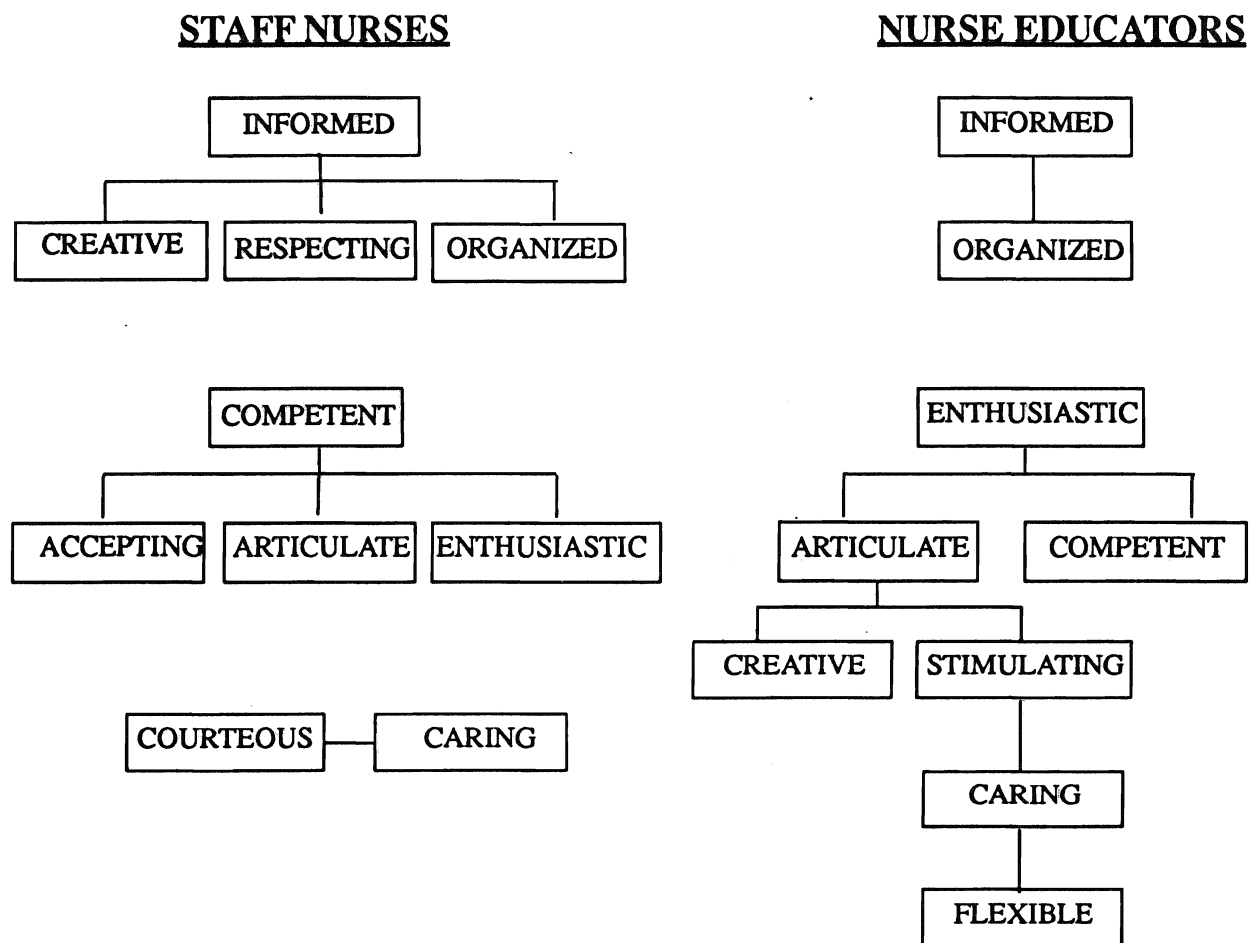 STAFF NURSES
INFORMED
CREATIVE
RESPECTING
ORGANIZED
COMPETENT
ACCEPTING
ARTICULATE
ENTHUSIASTIC
COURTEOUS
CARING
NURSE EDUCATORS
INFORMED
ORGANIZED
ENTHUSIASTIC
ARTICULATE
COMPETENT
CREATIVE
STIMULATING
CARING
FLEXIBLE